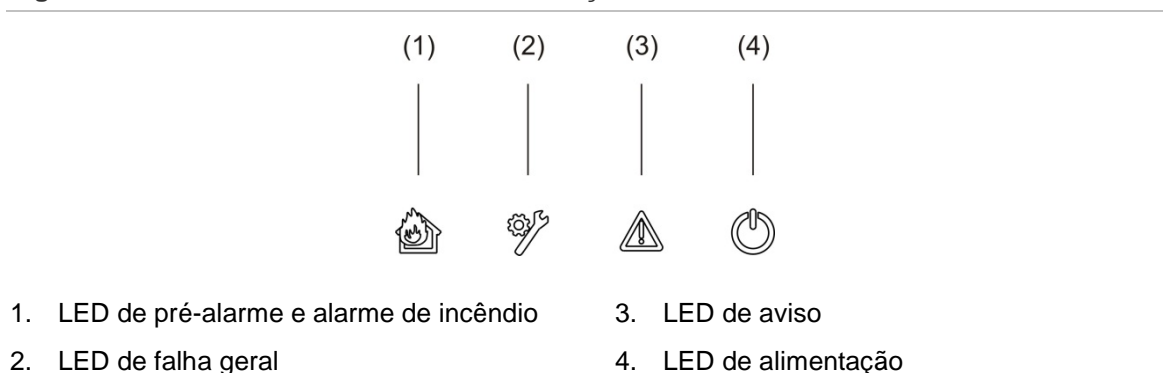 (1) (2) (3) (4)
1. LED de pré-alarme e alarme de incêndio
2. LED de falha geral
3. LED de aviso
4. LED de alimentação